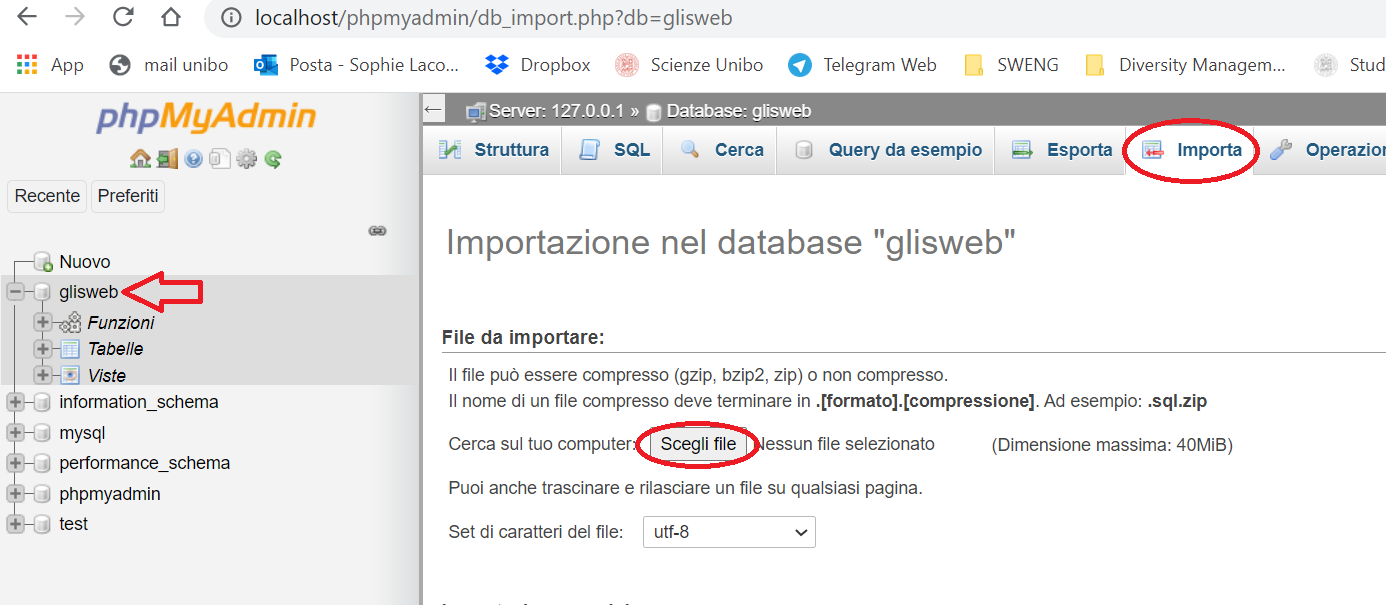 localhost/phpmyadmin/db_import.php?db=glisweb
App mail unibo Posta - Sophie Laco... Dropbox Scienze Unibo Telegram Web SWENG Diversity Managem... Stud
phpMyAdmin
Recente Preferiti
Nuovo
glisweb
Funzioni
Tabelle
Viste
information_schema
mysql
performance_schema
phpmyadmin
test
Server: 127.0.0.1 » Database: glisweb
Struttura SQL Cerca Query da esempio Esporta Importa Operazion
Importazione nel database "glisweb"
File da importare:
Il file può essere compresso (gzip, bzip2, zip) o non compresso.
Il nome di un file compresso deve terminare in .[formato].[compressione]. Ad esempio: .sql.zip
Cerca sul tuo computer: Scegli file Nessun file selezionato (Dimensione massima: 40MiB)
Puoi anche trascinare e rilasciare un file su qualsiasi pagina.
Set di caratteri del file: utf-8